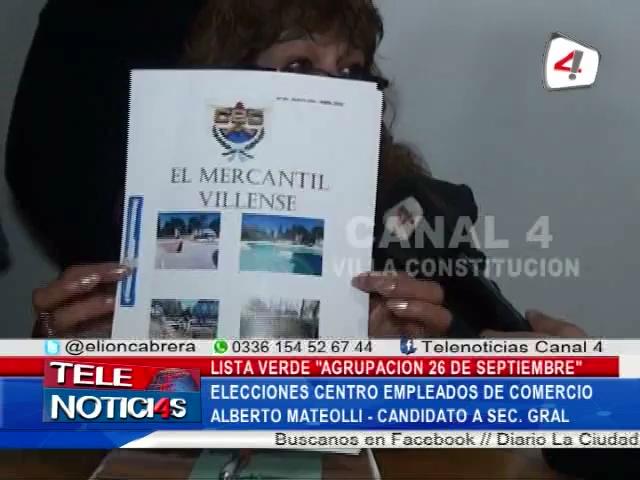 4!
EL MERCANTIL
VILLENSE
CANAL 4
VILLA CONSTITUCION
@elioncabrera 0336 154 52 67 44 Telenoticias Canal 4
LISTA VERDE "AGRUPACION 26 DE SEPTIEMBRE"
TELE
NOTICI4S
ELECCIONES CENTRO EMPLEADOS DE COMERCIO
ALBERTO MATEOLLI - CANDIDATO A SEC. GRAL
Buscanos en Facebook // Diario La Ciudad